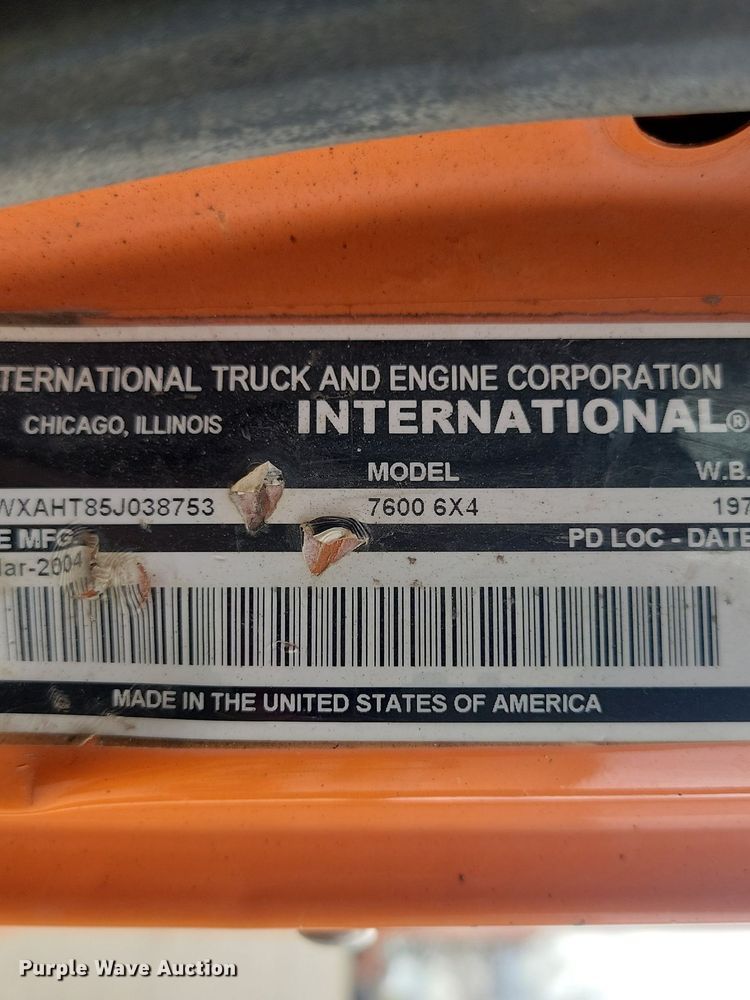 TERNATIONAL TRUCK AND ENGINE CORPORATION
CHICAGO, ILLINOIS INTERNATIONAL®
MODEL W.B.
WXAHT85J038753 7600 6X4 197
E MFG PD LOC - DATE
ar-2004
MADE IN THE UNITED STATES OF AMERICA
Purple Wave Auction